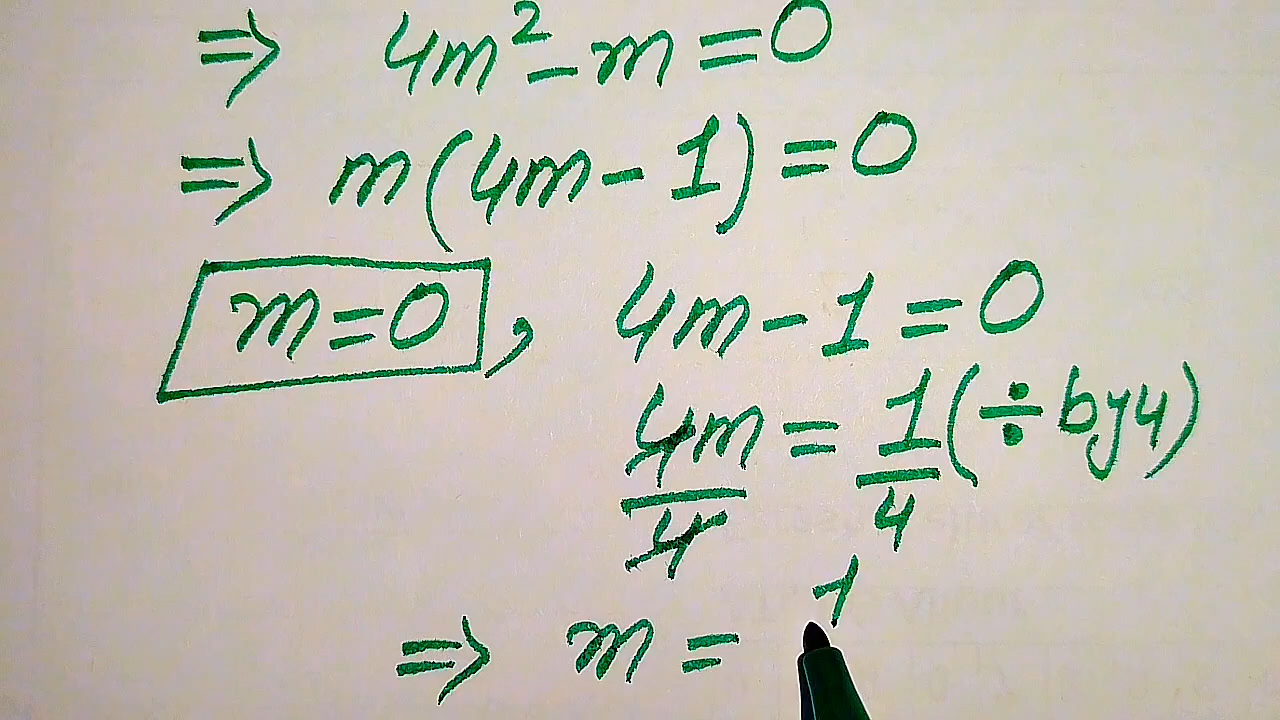 ⇒ 4m² - m = 0
⇒ m(4m - 1) = 0
m = 0, 4m - 1 = 0
4m/4 = 1/4 (÷ by 4)
⇒ m = 1